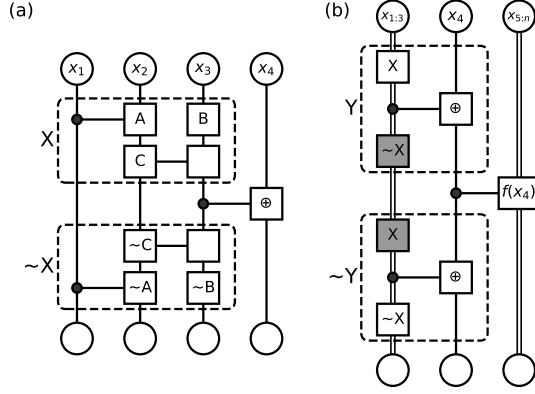 (a)
x₁ x₂ x₃ x₄
X
A B
C
⊕
~X
~C
~A ~B
(b)
x₁:₃ x₄ x₅:ₙ
Y
X
⊕
~X
f(x₄)
~Y
X
⊕
~X